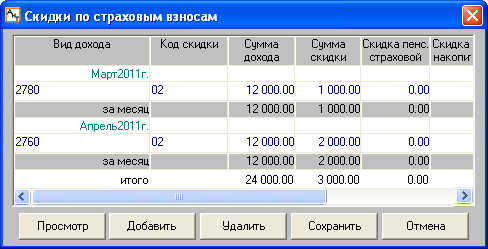 Скидки по страховым взносам
Вид дохода Код скидки Сумма дохода Сумма скидки Скидка пенс. страховой Скидка накопит
Март2011г.
2780 02 12 000.00 1 000.00 0.00
за месяц 12 000.00 1 000.00 0.00
Апрель2011г.
2760 02 12 000.00 2 000.00 0.00
за месяц 12 000.00 2 000.00 0.00
итого 24 000.00 3 000.00 0.00
Просмотр Добавить Удалить Сохранить Отмена